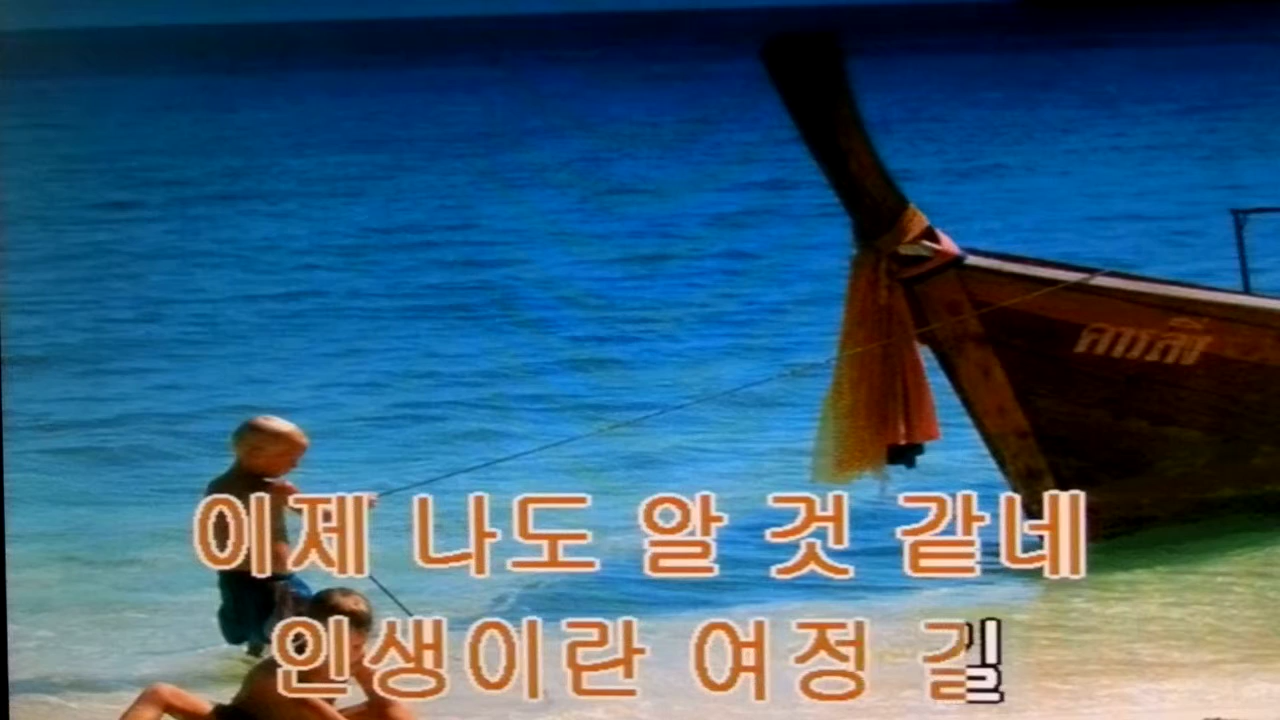 이제 나도 알 것 같네
인생이란 여정 길